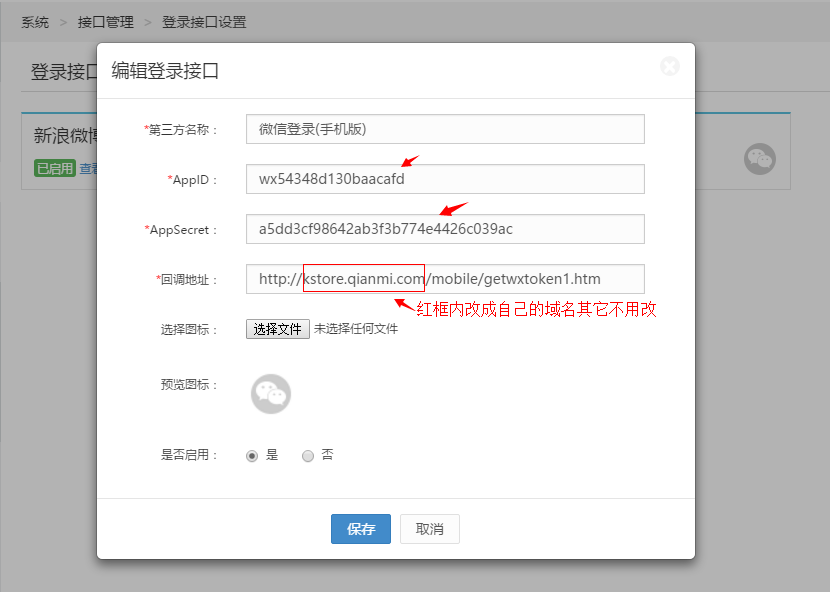 系统 > 接口管理 > 登录接口设置
登录接口
编辑登录接口
新浪微博
已启用 查看
*第三方名称： 微信登录(手机版)
*AppID： wx54348d130baacafd
*AppSecret： a5dd3cf98642ab3f3b774e4426c039ac
*回调地址： http://kstore.qianmi.com/mobile/getwxtoken1.htm
红框内改成自己的域名其它不用改
选择图标： 选择文件 未选择任何文件
预览图标：
是否启用： 是 否
保存 取消